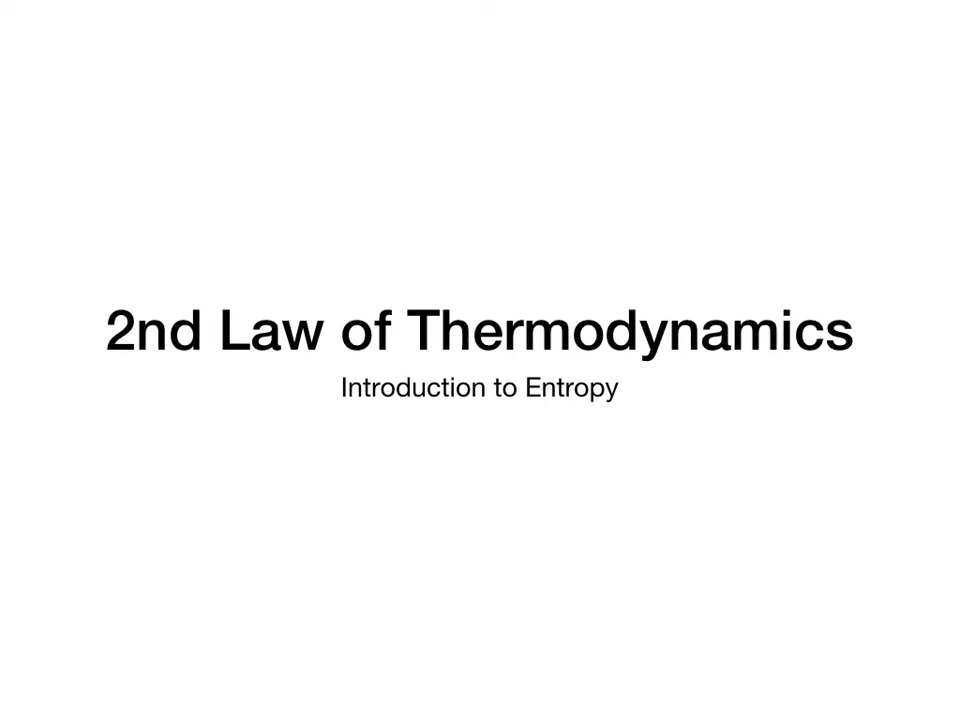 2nd Law of Thermodynamics
Introduction to Entropy